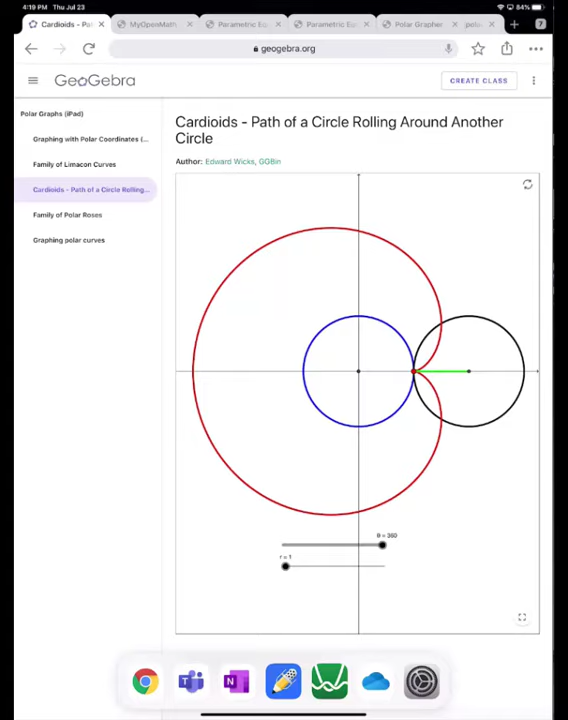 4:19 PM Thu Jul 23
84%
Cardioids - Pa
MyOpenMath
Parametric Eq
Parametric Eq
Polar Grapher
7
geogebra.org
GeoGebra
CREATE CLASS
Polar Graphs (iPad)
Graphing with Polar Coordinates (...
Family of Limacon Curves
Cardioids - Path of a Circle Rolling...
Family of Polar Roses
Graphing polar curves
Cardioids - Path of a Circle Rolling Around Another
Circle
Author: Edward Wicks, GGBin
θ = 360
r = 1
N